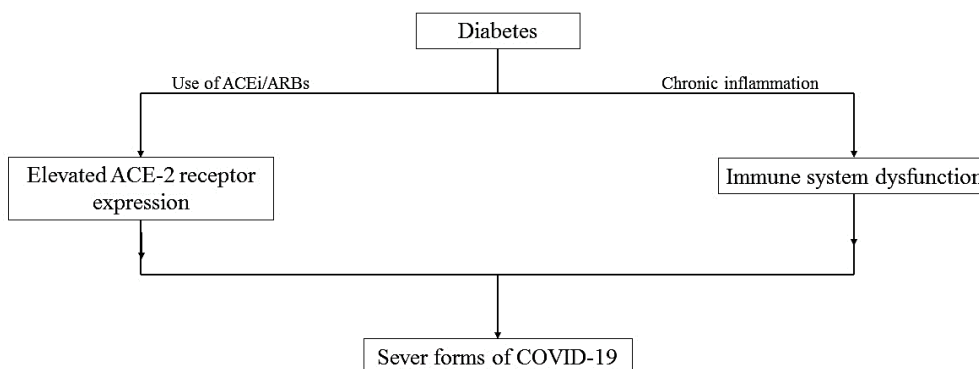 Diabetes
Use of ACEi/ARBs
Chronic inflammation
Elevated ACE-2 receptor
expression
Immune system dysfunction
Sever forms of COVID-19